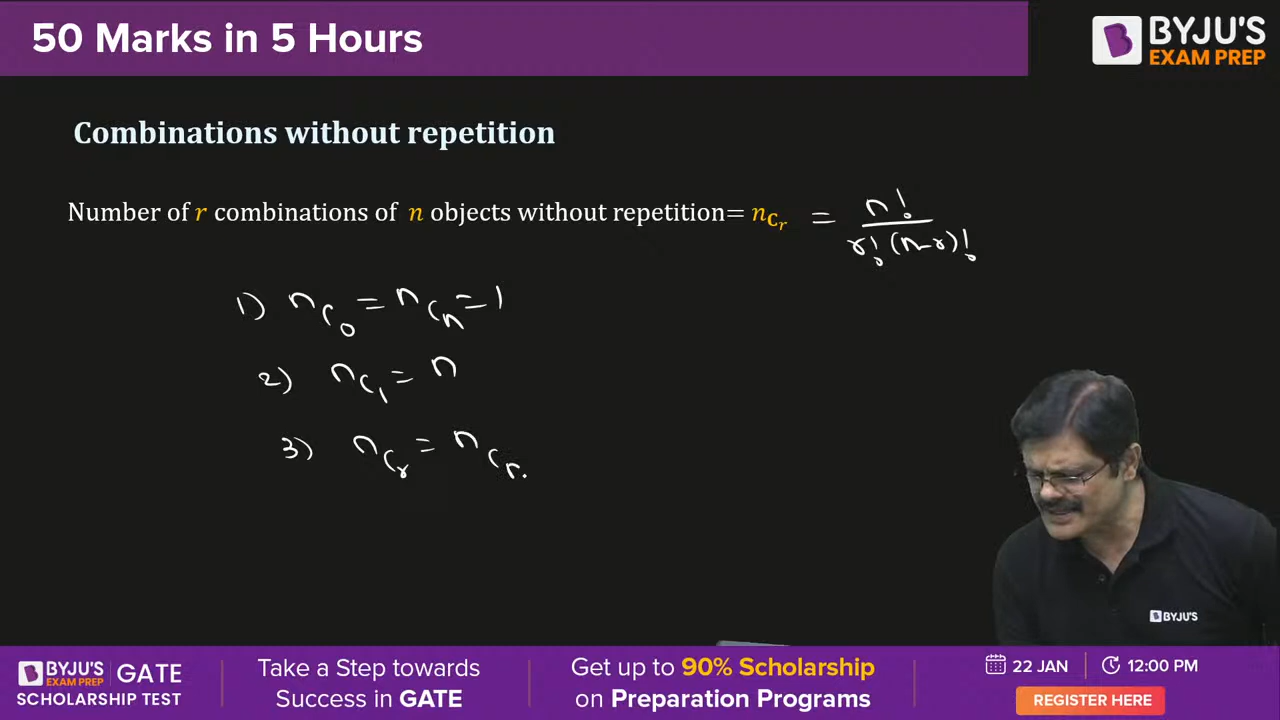 50 Marks in 5 Hours
BYJU'S
EXAM PREP
Combinations without repetition
Number of r combinations of n objects without repetition= nCr = n! / r!(n-r)!
1) nC0 = nCn = 1
2) nC1 = n
3) nCr = nCn
BYJU'S
BYJU'S GATE
SCHOLARSHIP TEST
Take a Step towards
Success in GATE
Get up to 90% Scholarship
on Preparation Programs
22 JAN 12:00 PM
REGISTER HERE